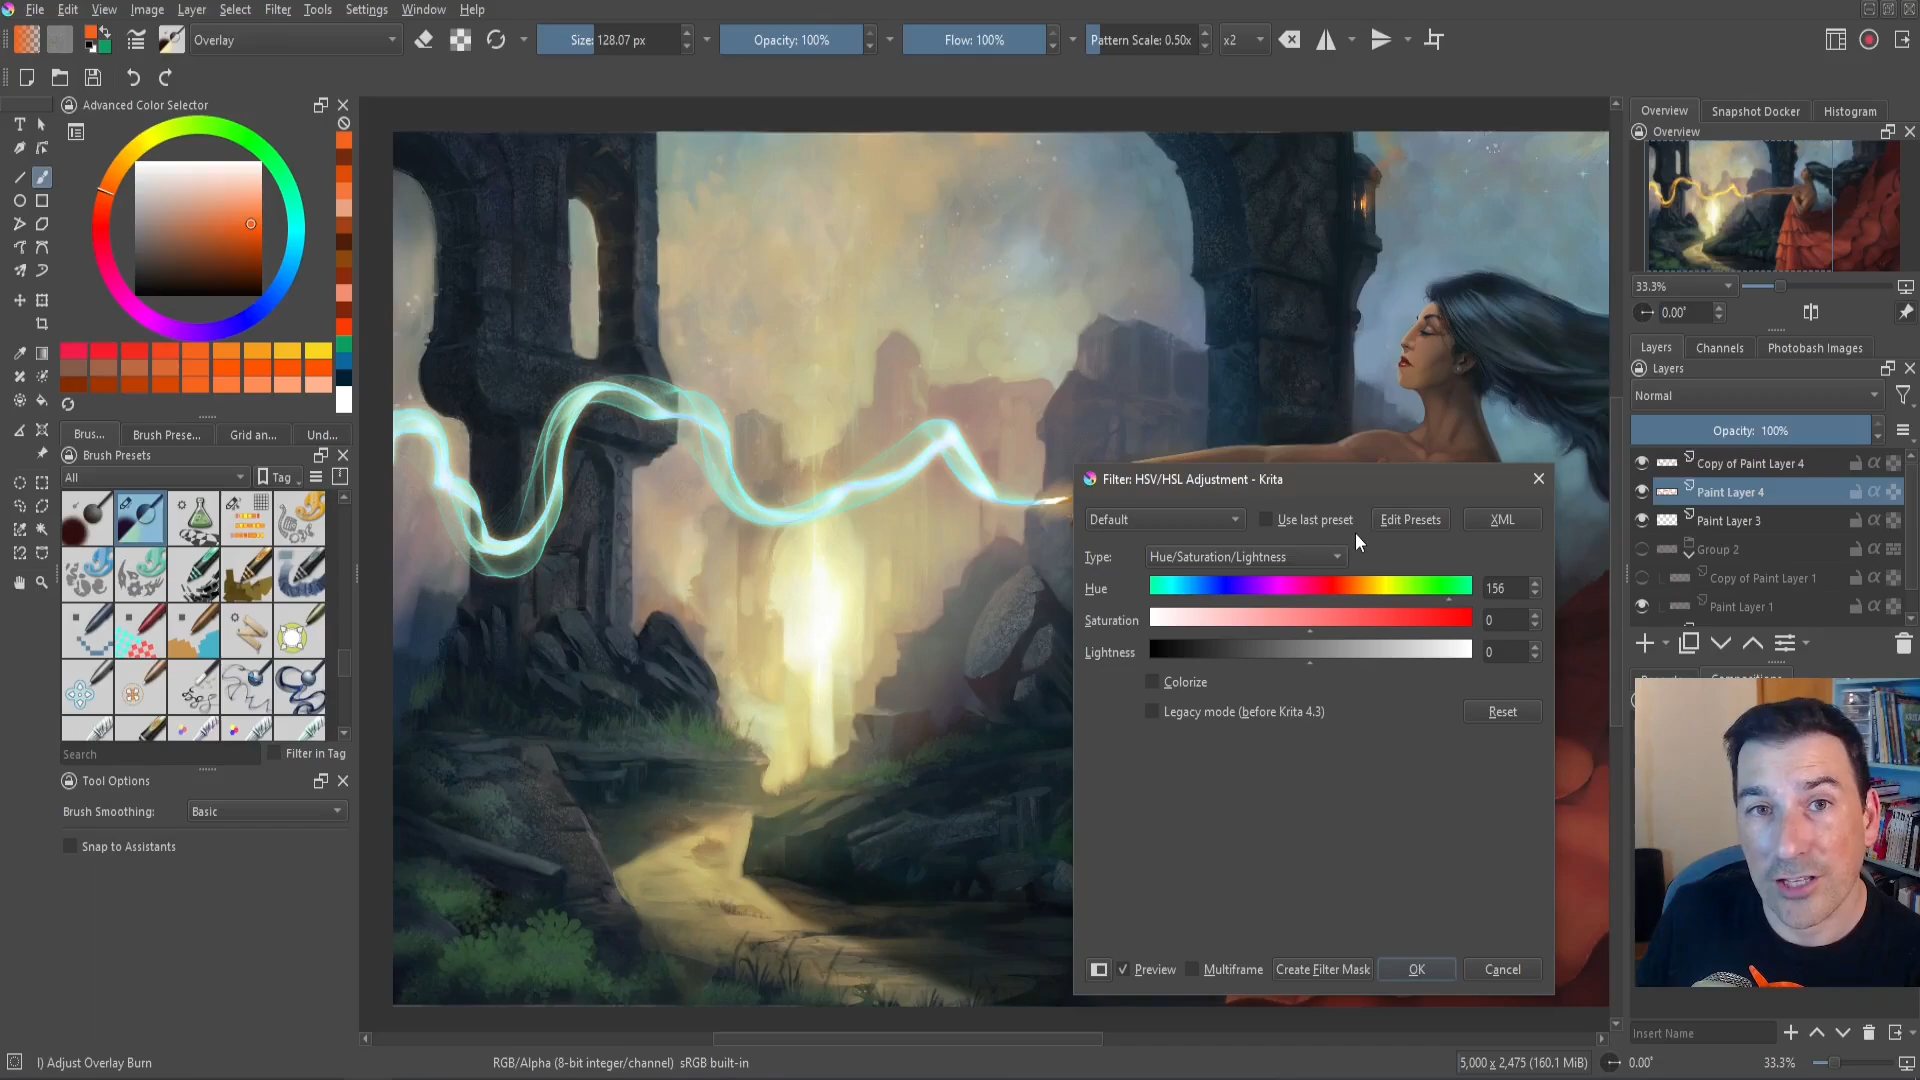 File Edit View Image Layer Select Filter Tools Settings Window Help
Overlay Size: 128.07 px Opacity: 100% Flow: 100% Pattern Scale: 0.50x x2
Advanced Color Selector
Brus... Brush Prese... Grid an... Und...
Brush Presets
All Tag
Search Filter in Tag
Tool Options
Brush Smoothing: Basic
Snap to Assistants
Filter: HSV/HSL Adjustment - Krita
Default Use last preset Edit Presets XML
Type: Hue/Saturation/Lightness
Hue 156
Saturation 0
Lightness 0
Colorize
Legacy mode (before Krita 4.3) Reset
Preview Multiframe Create Filter Mask OK Cancel
Overview Snapshot Docker Histogram
Overview
33.3%
0.00°
Layers Channels Photobash Images
Layers
Normal
Opacity: 100%
Copy of Paint Layer 4
Paint Layer 4
Paint Layer 3
Group 2
Copy of Paint Layer 1
Paint Layer 1
Insert Name
I) Adjust Overlay Burn RGB/Alpha (8-bit integer/channel) sRGB built-in 5,000 x 2,475 (160.1 MiB) 0.00° 33.3%